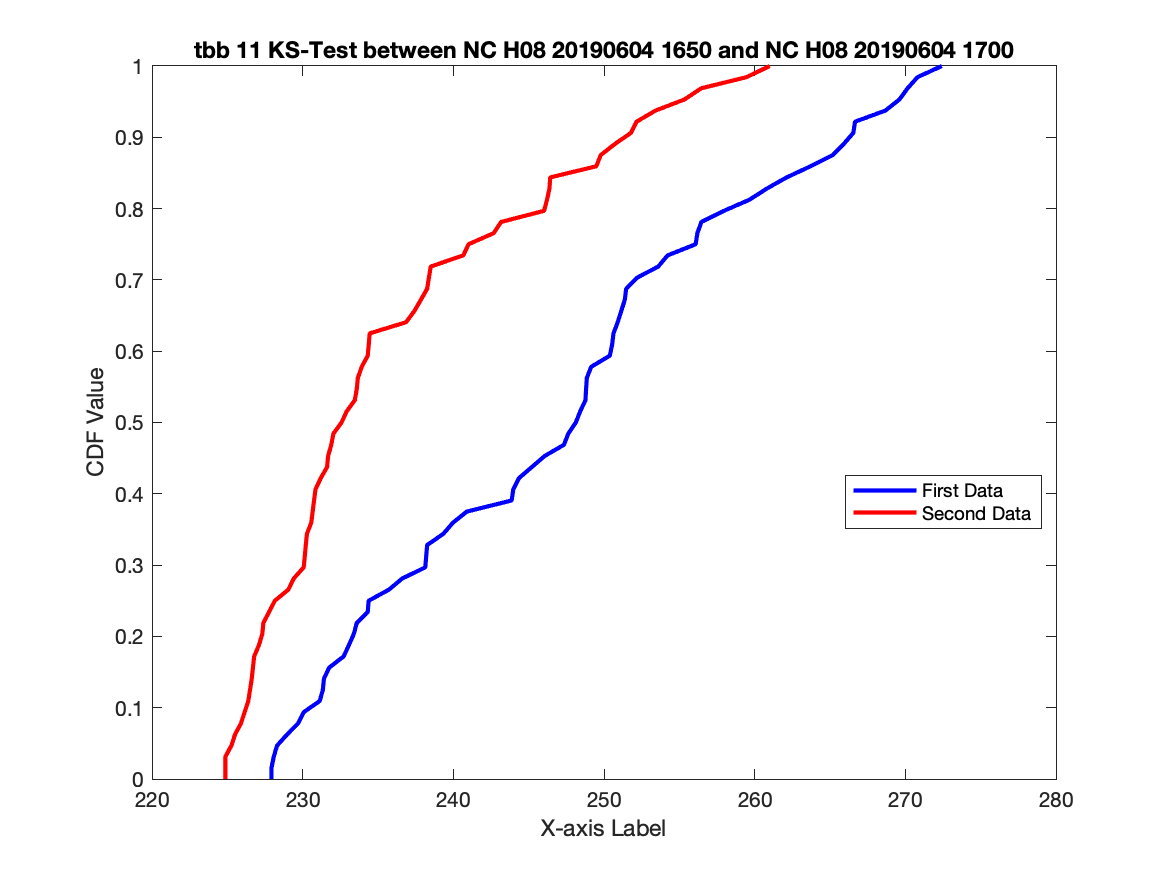 tbb 11 KS-Test between NC H08 20190604 1650 and NC H08 20190604 1700
1
0.9
0.8
0.7
0.6
0.5
0.4
0.3
0.2
0.1
0
CDF Value
First Data
Second Data
220 230 240 250 260 270 280
X-axis Label